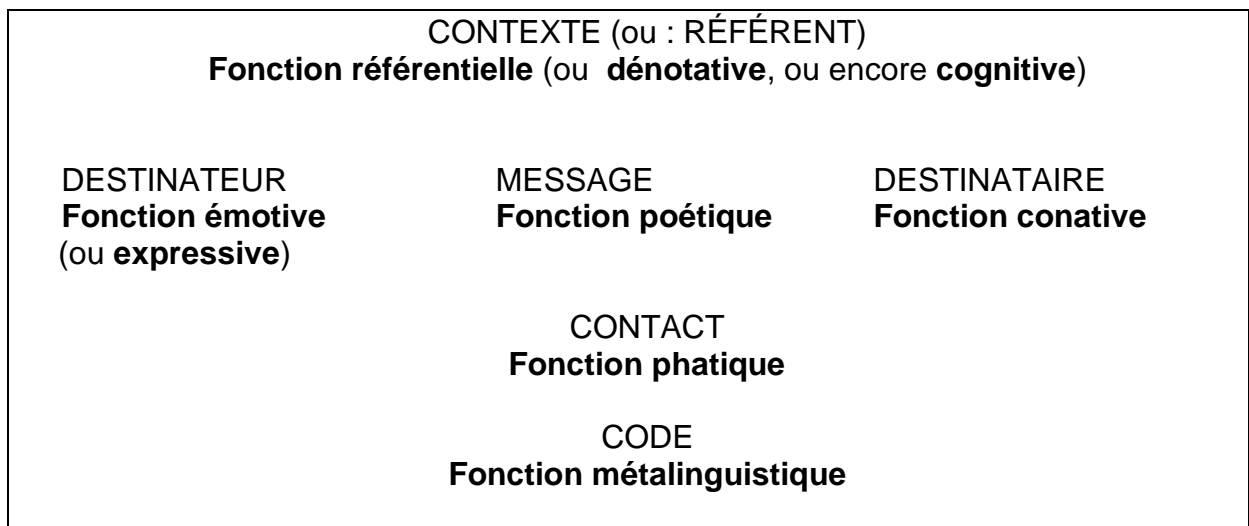 CONTEXTE (ou : RÉFÉRENT)
Fonction référentielle (ou dénotative, ou encore cognitive)
DESTINATEUR MESSAGE DESTINATAIRE
Fonction émotive Fonction poétique Fonction conative
(ou expressive)
CONTACT
Fonction phatique
CODE
Fonction métalinguistique